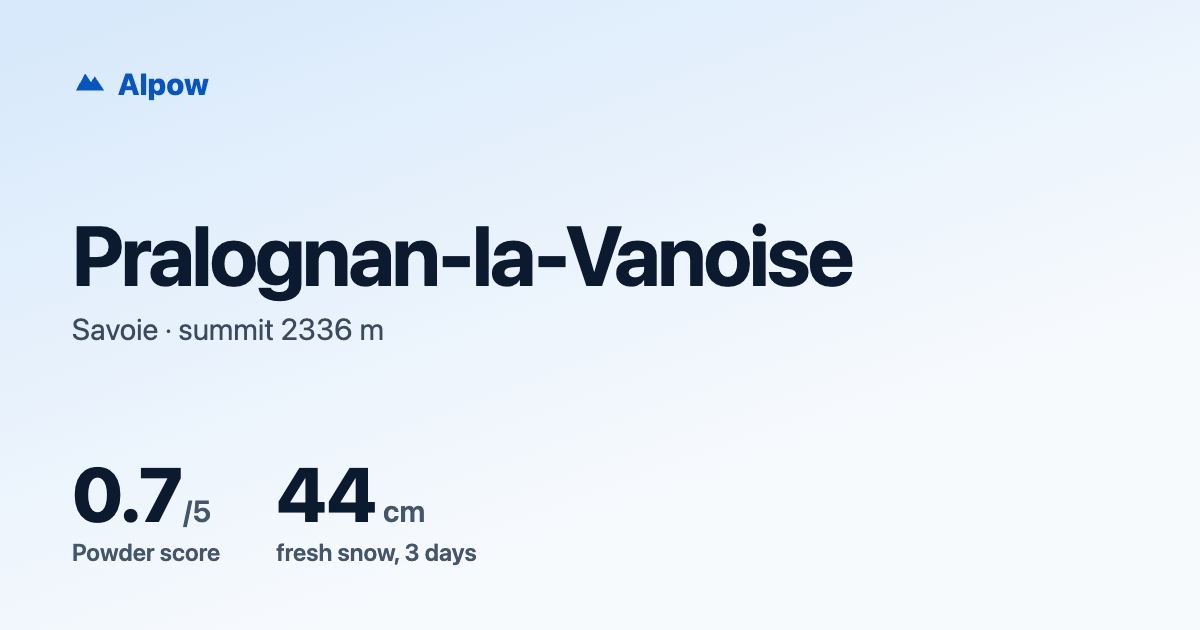 Alpow
Pralognan-la-Vanoise
Savoie · summit 2336 m
0.7/5 44 cm
Powder score fresh snow, 3 days